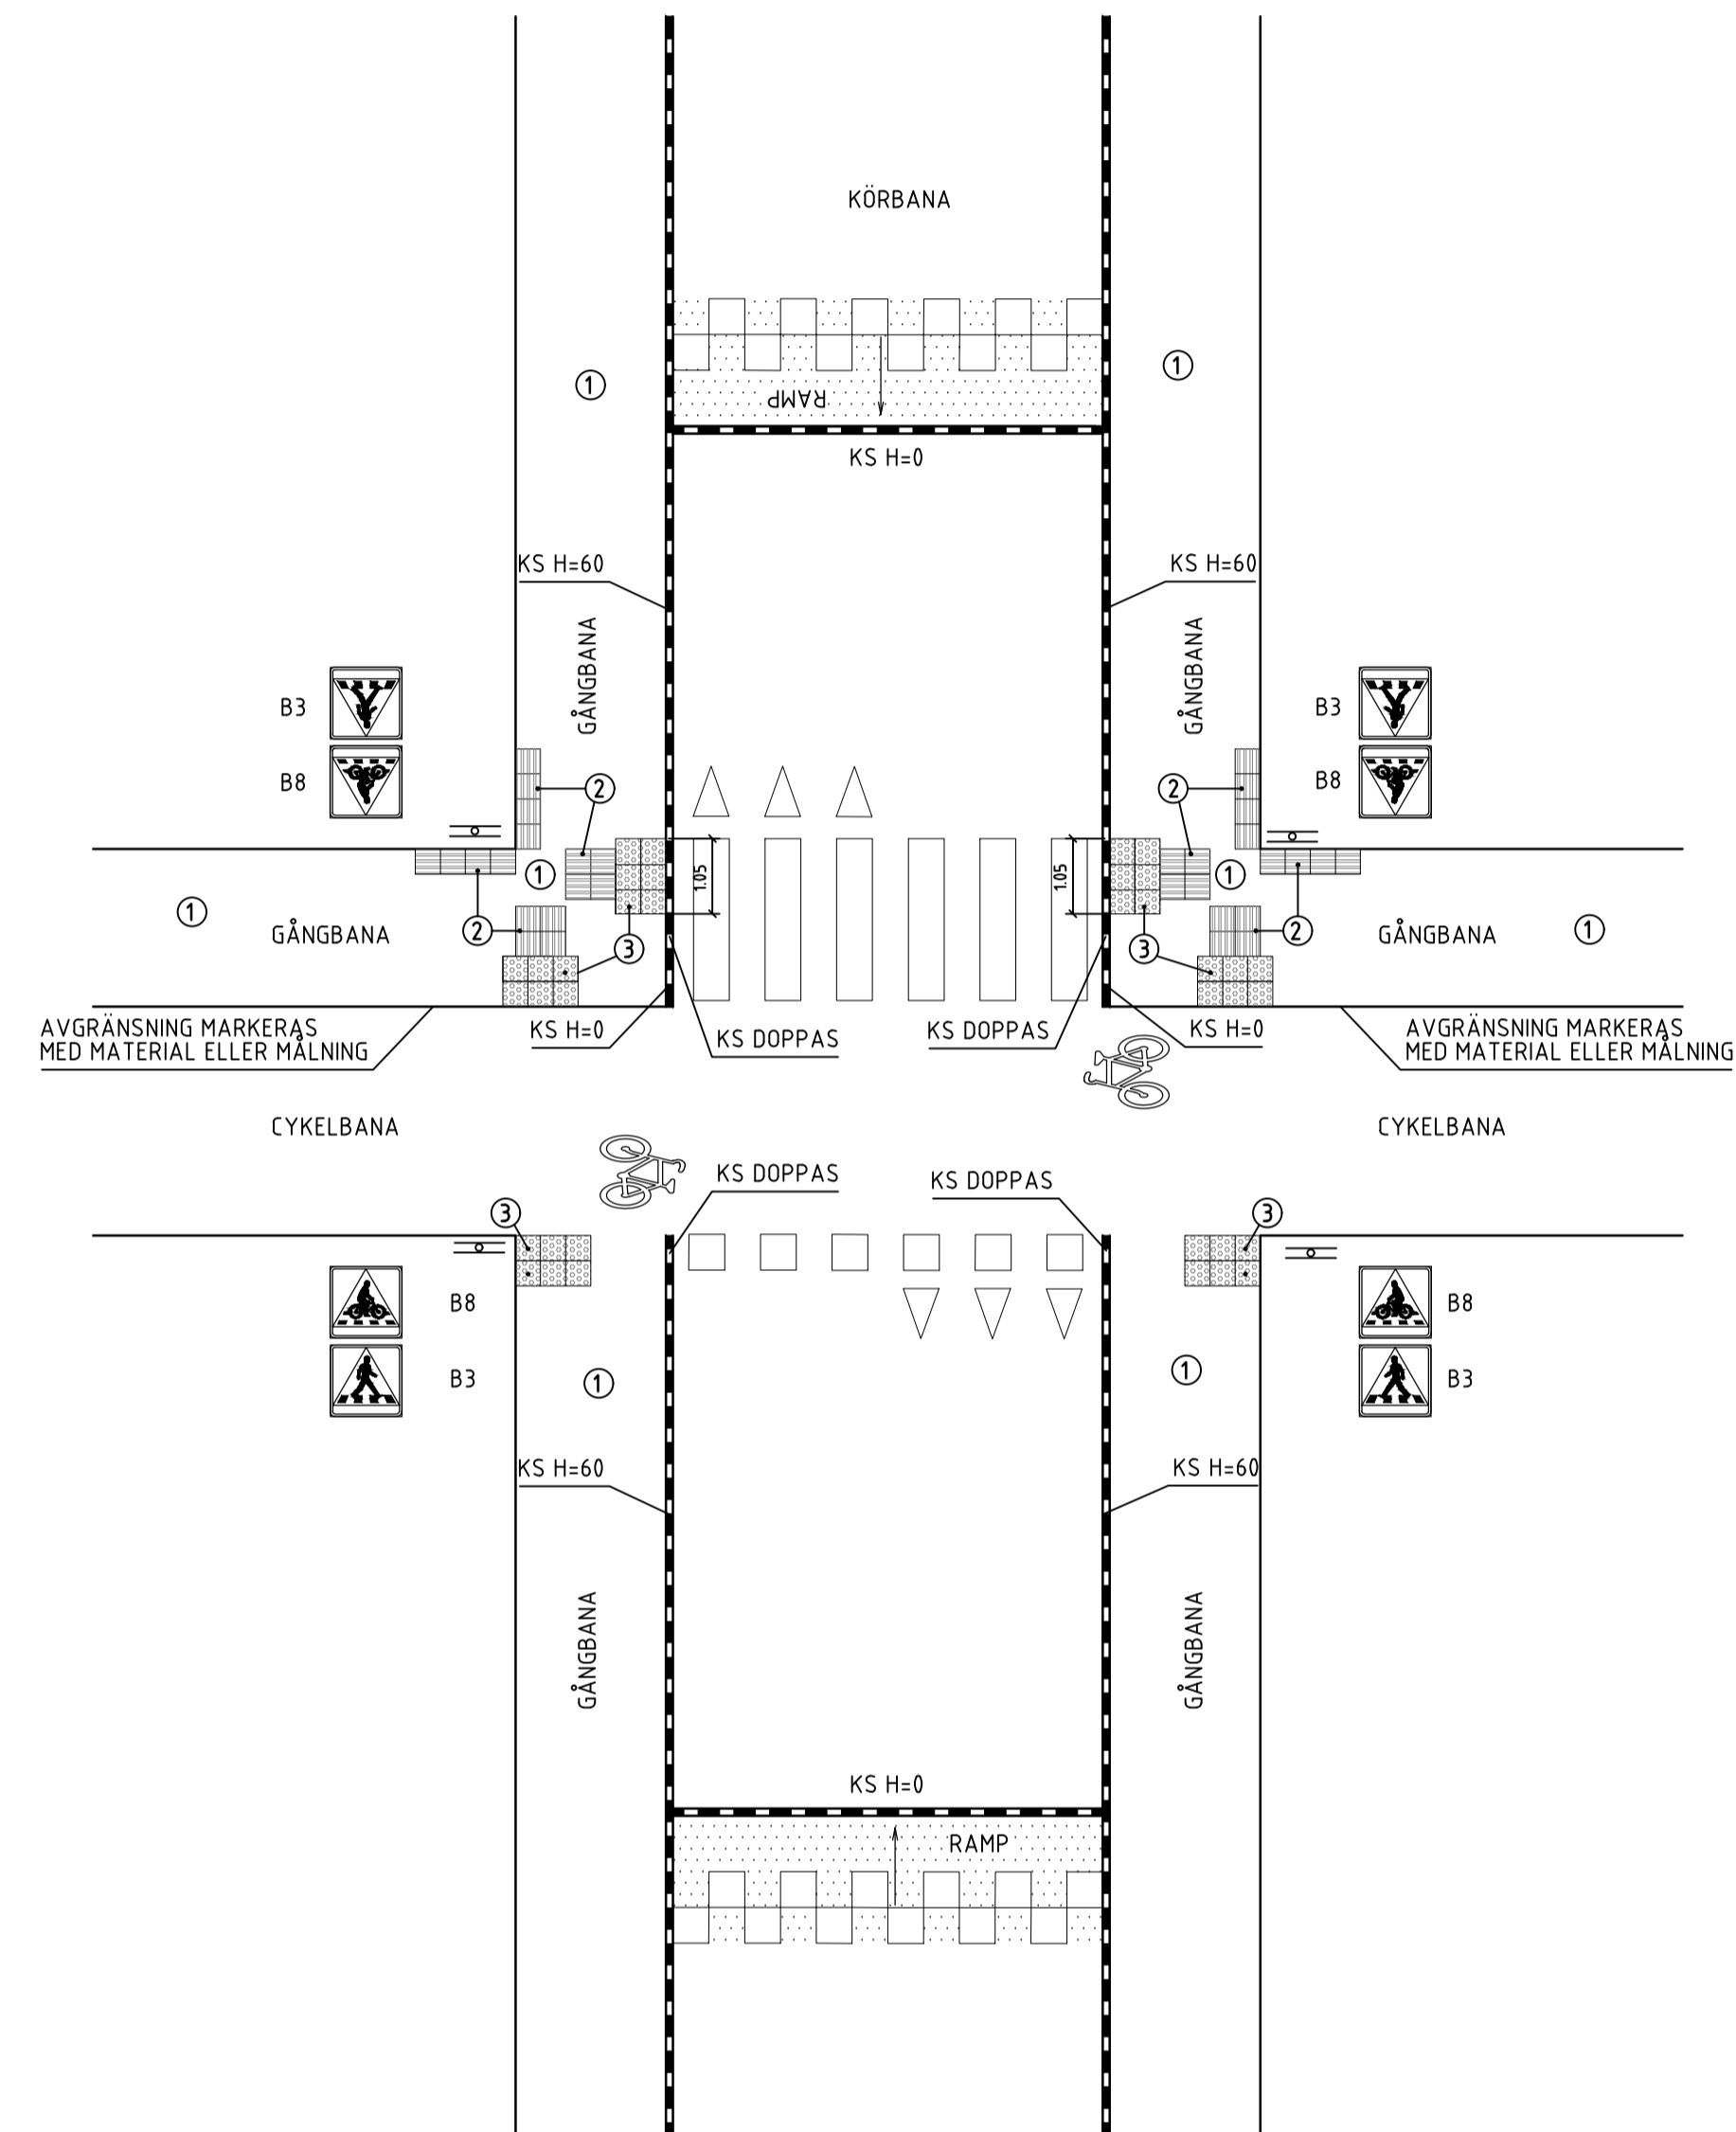 KÖRBANA
1
1
RAMP
KS H=0
KS H=60
KS H=60
GÅNGBANA
GÅNGBANA
B3
B3
B8
B8
2
2
1
1
1.05
1.05
1
GÅNGBANA
2
3
3
2
GÅNGBANA
1
AVGRÄNSNING MARKERAS
MED MATERIAL ELLER MÅLNING
KS H=0
KS DOPPAS
KS DOPPAS
KS H=0
AVGRÄNSNING MARKERAS
MED MATERIAL ELLER MÅLNING
CYKELBANA
CYKELBANA
KS DOPPAS
KS DOPPAS
3
3
B8
B8
B3
B3
1
1
KS H=60
KS H=60
GÅNGBANA
GÅNGBANA
KS H=0
RAMP